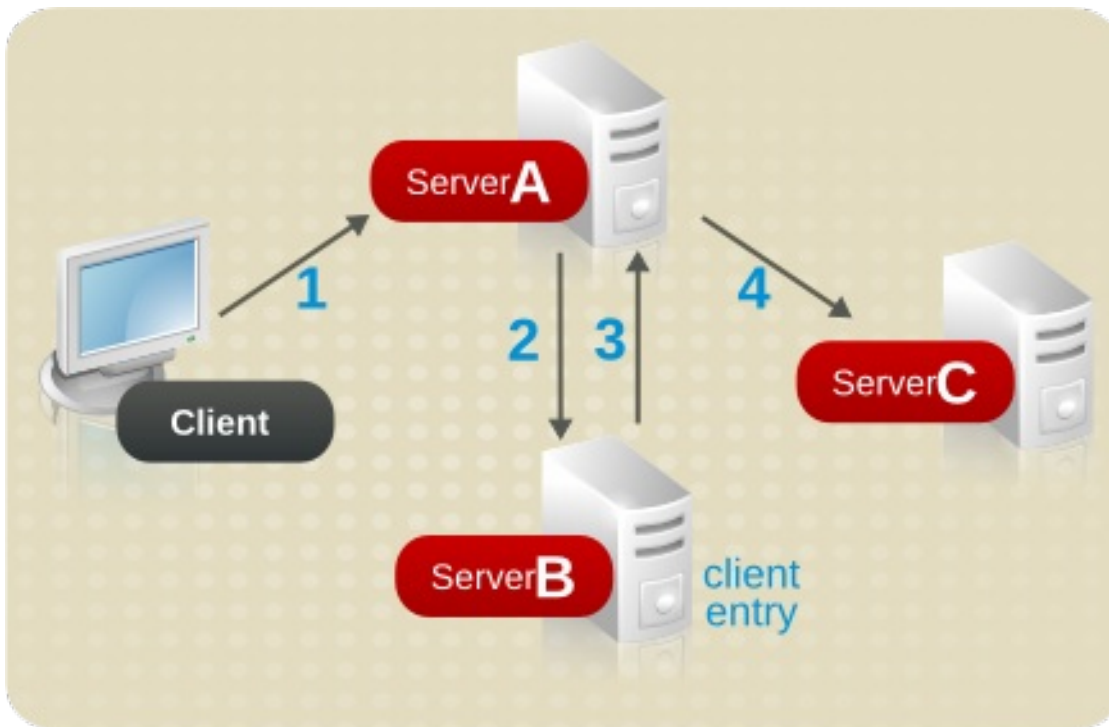 ServerA
1
4
2
3
ServerC
Client
ServerB
client
entry